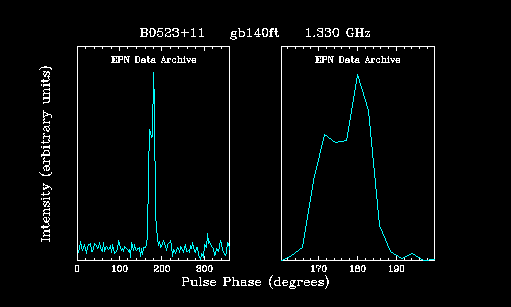 B0523+11 gb140ft 1.330 GHz
EPN Data Archive EPN Data Archive
Intensity (arbitrary units)
0 100 200 300 170 180 190
Pulse Phase (degrees)